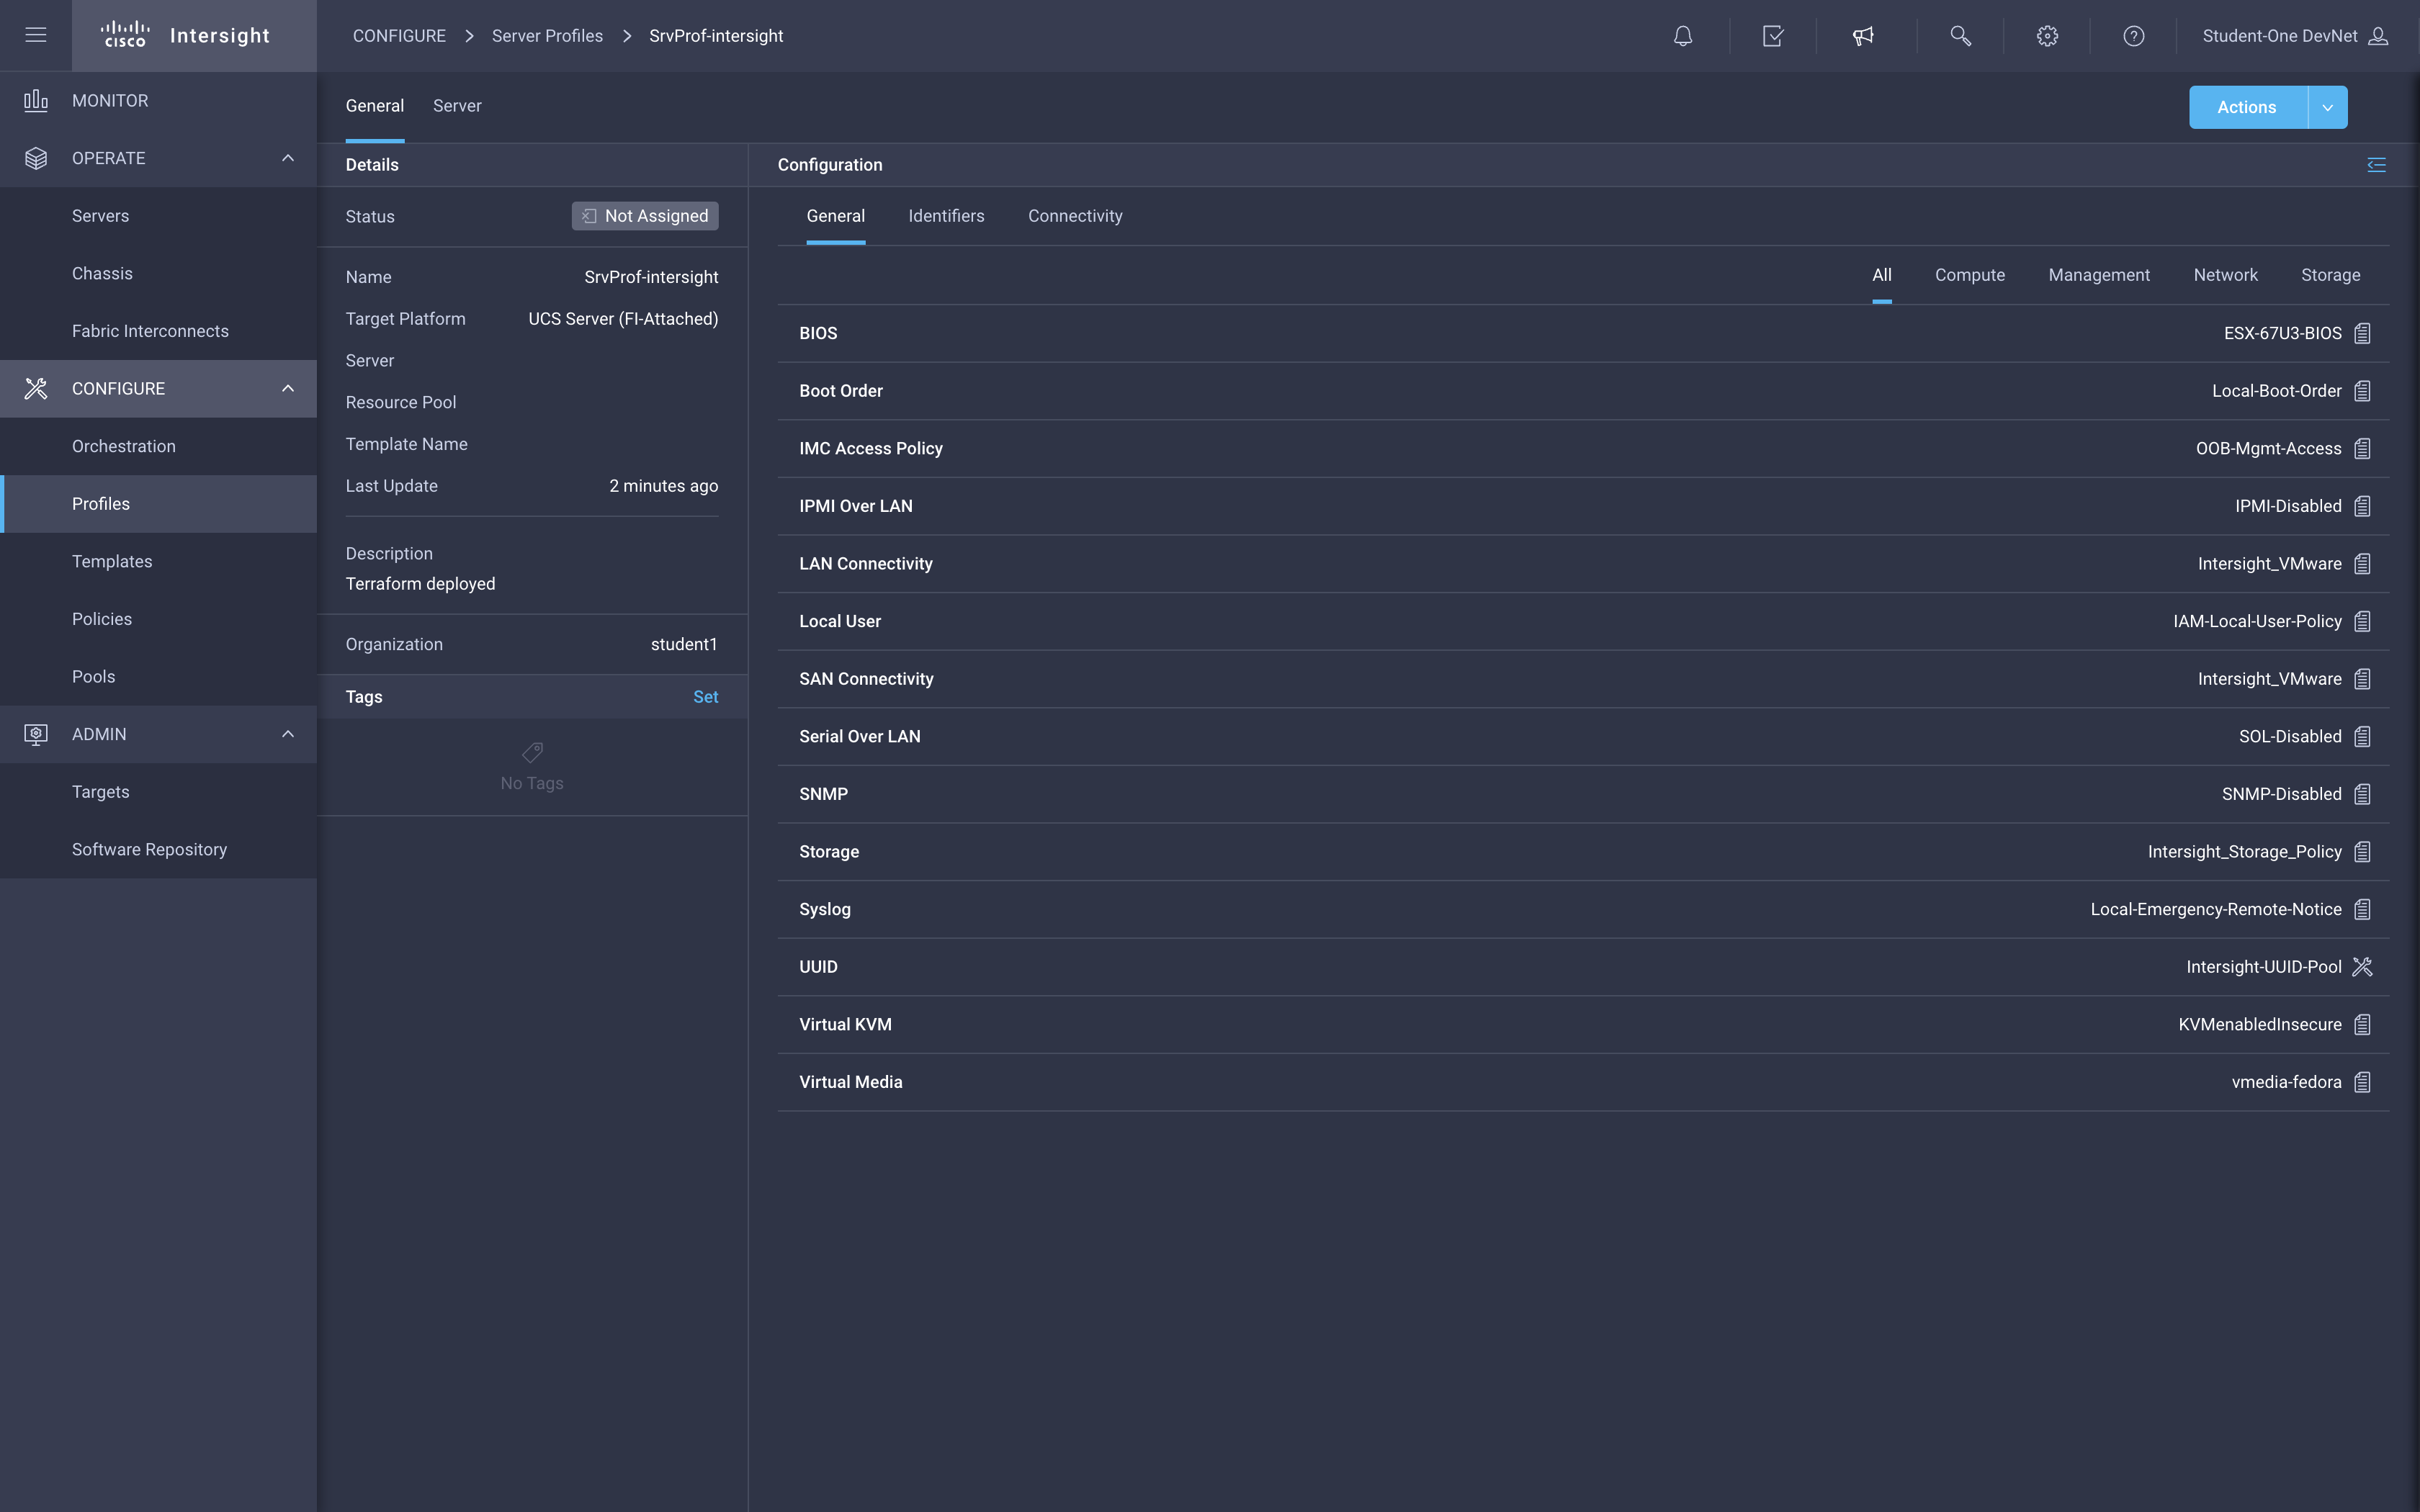 CISCO Intersight
CONFIGURE > Server Profiles > SrvProf-intersight
Student-One DevNet
MONITOR
OPERATE
Servers
Chassis
Fabric Interconnects
CONFIGURE
Orchestration
Profiles
Templates
Policies
Pools
ADMIN
Targets
Software Repository
General Server
Actions
Details
Status Not Assigned
Name SrvProf-intersight
Target Platform UCS Server (FI-Attached)
Server
Resource Pool
Template Name
Last Update 2 minutes ago
Description
Terraform deployed
Organization student1
Tags Set
No Tags
Configuration
General Identifiers Connectivity
All Compute Management Network Storage
BIOS ESX-67U3-BIOS
Boot Order Local-Boot-Order
IMC Access Policy OOB-Mgmt-Access
IPMI Over LAN IPMI-Disabled
LAN Connectivity Intersight_VMware
Local User IAM-Local-User-Policy
SAN Connectivity Intersight_VMware
Serial Over LAN SOL-Disabled
SNMP SNMP-Disabled
Storage Intersight_Storage_Policy
Syslog Local-Emergency-Remote-Notice
UUID Intersight-UUID-Pool
Virtual KVM KVMenabledInsecure
Virtual Media vmedia-fedora